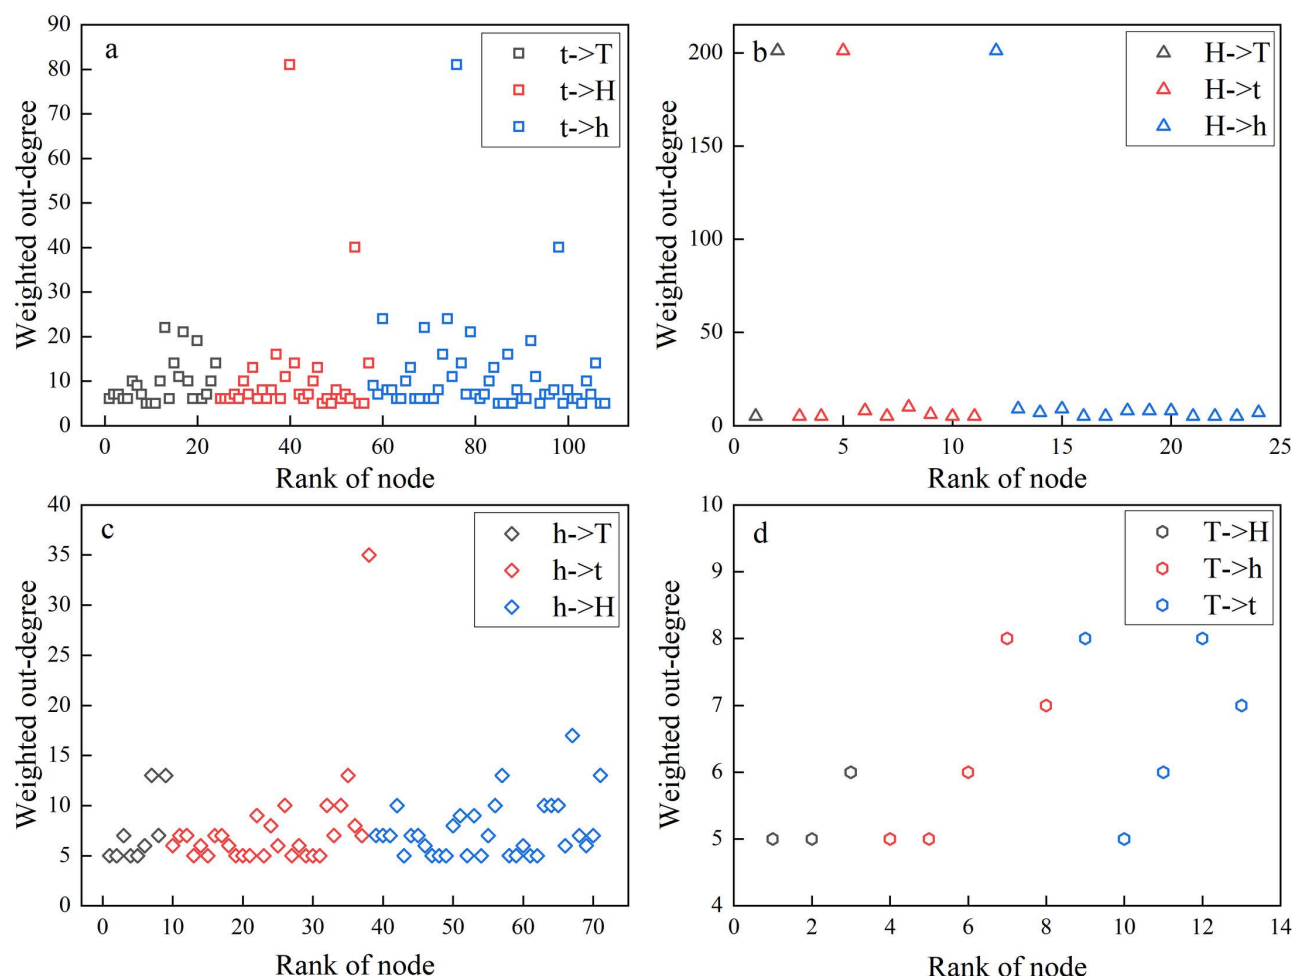 a
t->T
t->H
t->h
90
80
70
60
50
40
30
20
10
0
0 20 40 60 80 100
Weighted out-degree
Rank of node
b
H->T
H->t
H->h
200
150
100
50
0
0 5 10 15 20 25
Weighted out-degree
Rank of node
c
h->T
h->t
h->H
40
35
30
25
20
15
10
5
0
0 10 20 30 40 50 60 70
Weighted out-degree
Rank of node
d
T->H
T->h
T->t
10
9
8
7
6
5
4
0 2 4 6 8 10 12 14
Weighted out-degree
Rank of node